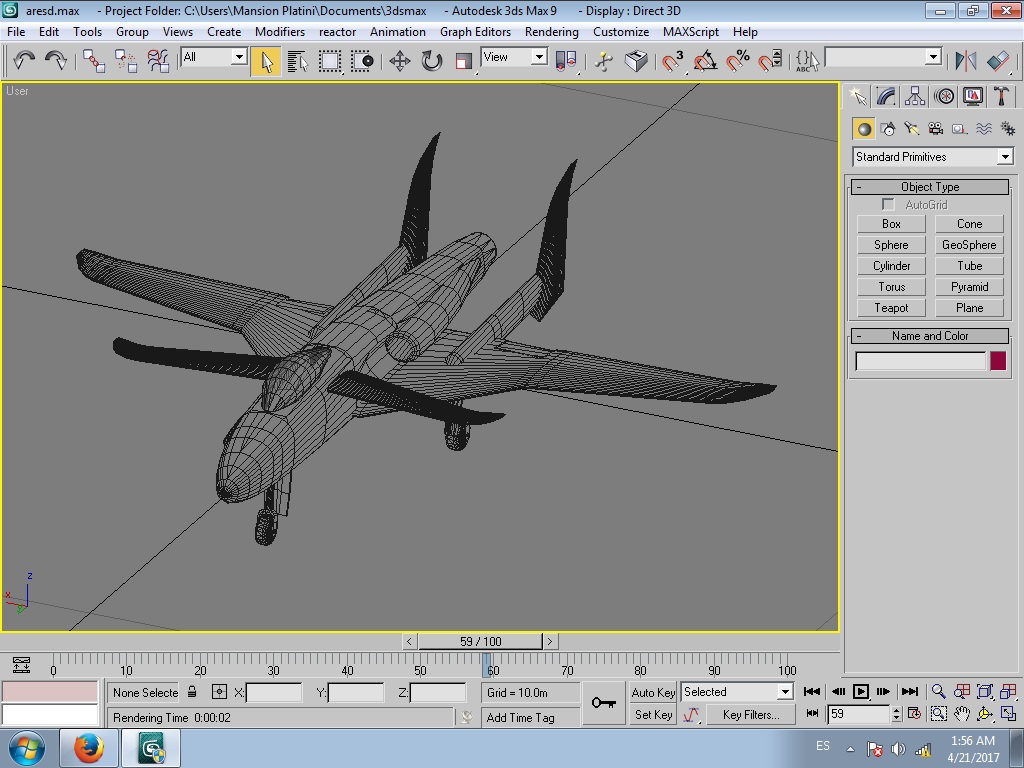 aresd.max - Project Folder: C:\Users\Mansion Platini\Documents\3dsmax - Autodesk 3ds Max 9 - Display : Direct 3D
File Edit Tools Group Views Create Modifiers reactor Animation Graph Editors Rendering Customize MAXScript Help
All View 3 % ABC
User
Standard Primitives
- Object Type
AutoGrid
Box Cone
Sphere GeoSphere
Cylinder Tube
Torus Pyramid
Teapot Plane
- Name and Color
z
x
y
< 59 / 100 >
0 10 20 30 40 50 60 70 80 90 100
None Selecte X: Y: Z: Grid = 10.0m Auto Key Selected
Rendering Time 0:00:02 Add Time Tag Set Key Key Filters... 59
ES 1:56 AM
4/21/2017